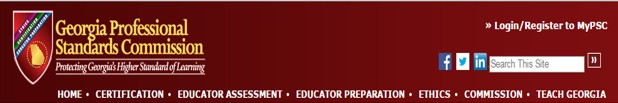 Georgia Professional
Standards Commission
Protecting Georgia's Higher Standard of Learning
» Login/Register to MyPSC
Search This Site
»
HOME • CERTIFICATION • EDUCATOR ASSESSMENT • EDUCATOR PREPARATION • ETHICS • COMMISSION • TEACH GEORGIA